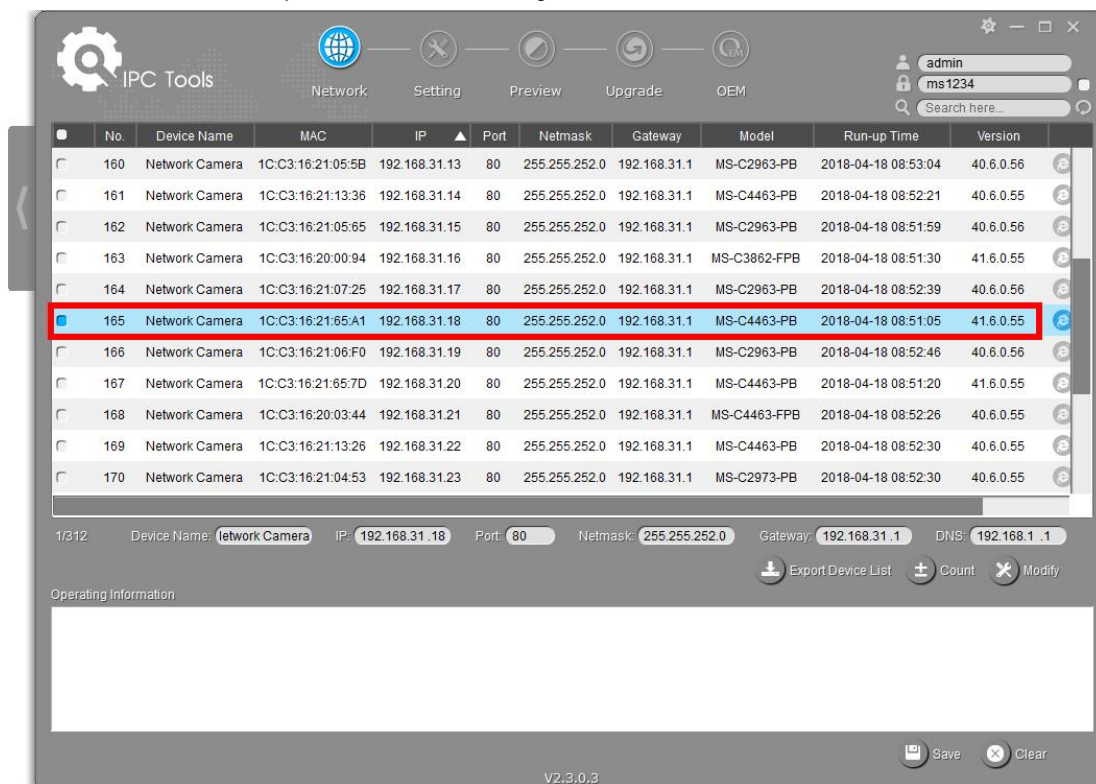 IPC Tools
Network Setting Preview Upgrade OEM
admin
ms1234
Search here...
No. Device Name MAC IP Port Netmask Gateway Model Run-up Time Version
160 Network Camera 1C:C3:16:21:05:5B 192.168.31.13 80 255.255.252.0 192.168.31.1 MS-C2963-PB 2018-04-18 08:53:04 40.6.0.56
161 Network Camera 1C:C3:16:21:13:36 192.168.31.14 80 255.255.252.0 192.168.31.1 MS-C4463-PB 2018-04-18 08:52:21 40.6.0.55
162 Network Camera 1C:C3:16:21:05:65 192.168.31.15 80 255.255.252.0 192.168.31.1 MS-C2963-PB 2018-04-18 08:51:59 40.6.0.56
163 Network Camera 1C:C3:16:20:00:94 192.168.31.16 80 255.255.252.0 192.168.31.1 MS-C3862-FPB 2018-04-18 08:51:30 41.6.0.55
164 Network Camera 1C:C3:16:21:07:25 192.168.31.17 80 255.255.252.0 192.168.31.1 MS-C2963-PB 2018-04-18 08:52:39 40.6.0.56
165 Network Camera 1C:C3:16:21:65:A1 192.168.31.18 80 255.255.252.0 192.168.31.1 MS-C4463-PB 2018-04-18 08:51:05 41.6.0.55
166 Network Camera 1C:C3:16:21:06:F0 192.168.31.19 80 255.255.252.0 192.168.31.1 MS-C2963-PB 2018-04-18 08:52:46 40.6.0.56
167 Network Camera 1C:C3:16:21:65:7D 192.168.31.20 80 255.255.252.0 192.168.31.1 MS-C4463-PB 2018-04-18 08:51:20 41.6.0.55
168 Network Camera 1C:C3:16:20:03:44 192.168.31.21 80 255.255.252.0 192.168.31.1 MS-C4463-FPB 2018-04-18 08:52:26 40.6.0.55
169 Network Camera 1C:C3:16:21:13:26 192.168.31.22 80 255.255.252.0 192.168.31.1 MS-C4463-PB 2018-04-18 08:52:30 40.6.0.55
170 Network Camera 1C:C3:16:21:04:53 192.168.31.23 80 255.255.252.0 192.168.31.1 MS-C2973-PB 2018-04-18 08:52:30 40.6.0.55
1/312 Device Name: letwork Camera IP: 192.168.31 .18 Port: 80 Netmask: 255.255.252.0 Gateway: 192.168.31 .1 DNS: 192.168.1 .1
Export Device List Count Modify
Operating Information
Save Clear
V2.3.0.3